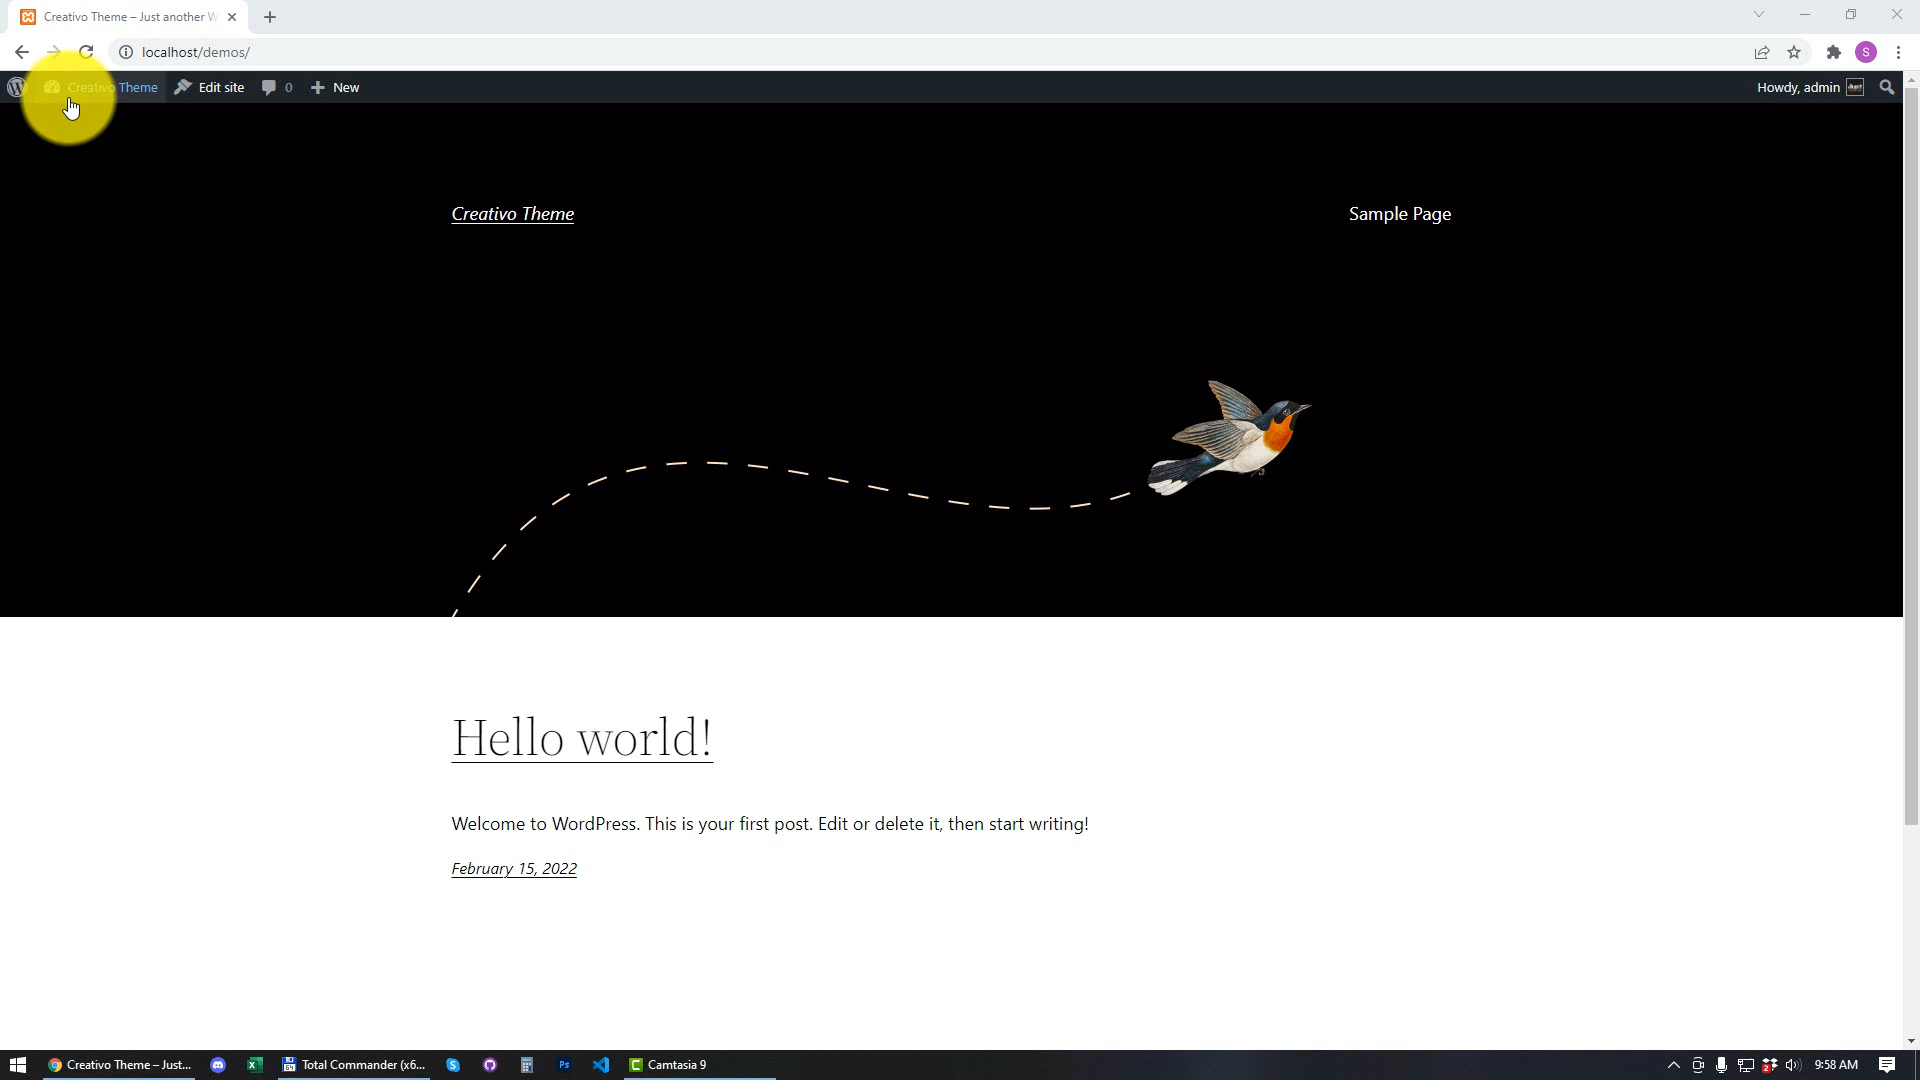 Creativo Theme – Just another W
localhost/demos/
S
Creativo Theme Edit site 0 New
Howdy, admin
Creativo Theme
Sample Page
Hello world!
Welcome to WordPress. This is your first post. Edit or delete it, then start writing!
February 15, 2022
Creativo Theme – Just...
Total Commander (x6...
Ps
Camtasia 9
2
9:58 AM